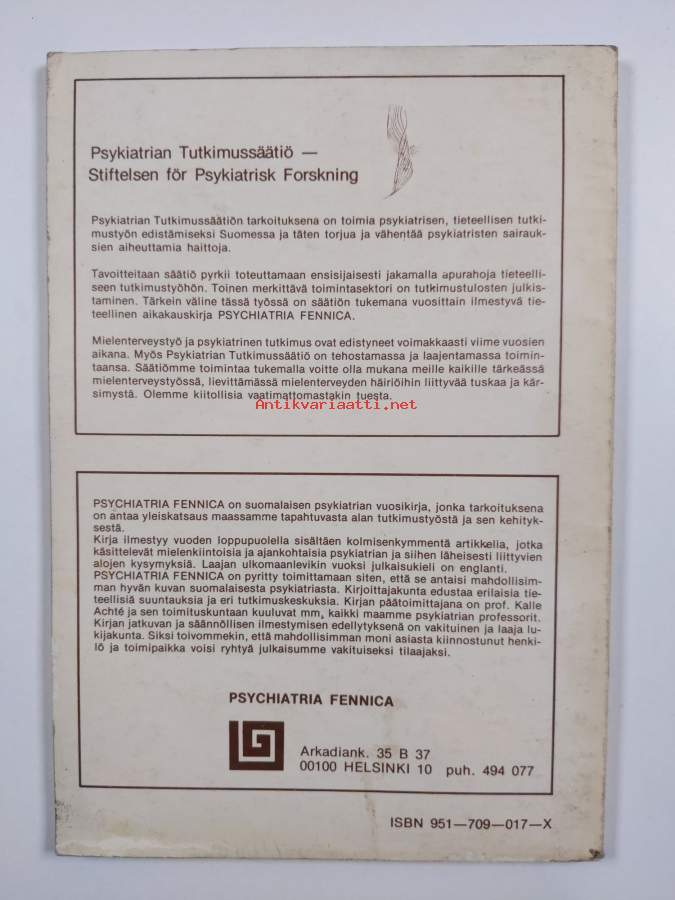 Psykiatrian Tutkimussäätiö —
Stiftelsen för Psykiatrisk Forskning
Psykiatrian Tutkimussäätiön tarkoituksena on toimia psykiatrisen, tieteellisen tutki-
mustyön edistämiseksi Suomessa ja täten torjua ja vähentää psykiatristen sairauk-
sien aiheuttamia haittoja.
Tavoitteitaan säätiö pyrkii toteuttamaan ensisijaisesti jakamalla apurahoja tieteelli-
seen tutkimustyöhön. Toinen merkittävä toimintasektori on tutkimustulosten julkis-
taminen. Tärkein väline tässä työssä on säätiön tukemana vuosittain ilmestyvä tie-
teellinen aikakauskirja PSYCHIATRIA FENNICA.
Mielenterveystyö ja psykiatrinen tutkimus ovat edistyneet voimakkaasti viime vuosien
aikana. Myös Psykiatrian Tutkimussäätiö on tehostamassa ja laajentamassa toimin-
taansa. Säätiömme toimintaa tukemalla voitte olla mukana meille kaikille tärkeässä
mielenterveystyössä, lievittämässä mielenterveyden häiriöihin liittyvää tuskaa ja kär-
simystä. Olemme kiitollisia vaatimattomastakin tuesta.
Antikvariaatti.net
PSYCHIATRIA FENNICA on suomalaisen psykiatrian vuosikirja, jonka tarkoituksena
on antaa yleiskatsaus maassamme tapahtuvasta alan tutkimustyöstä ja sen kehityk-
sestä.
Kirja ilmestyy vuoden loppupuolella sisältäen kolmisenkymmentä artikkelia, jotka
käsittelevät mielenkiintoisia ja ajankohtaisia psykiatrian ja siihen läheisesti liittyvien
alojen kysymyksiä. Laajan ulkomaanlevikin vuoksi julkaisukieli on englanti.
PSYCHIATRIA FENNICA on pyritty toimittamaan siten, että se antaisi mahdollisim-
man hyvän kuvan suomalaisesta psykiatriasta. Kirjoittajakunta edustaa erilaisia tie-
teellisiä suuntauksia ja eri tutkimuskeskuksia. Kirjan päätoimittajana on prof. Kalle
Achté ja sen toimituskuntaan kuuluvat mm, kaikki maamme psykiatrian professorit.
Kirjan jatkuvan ja säännöllisen ilmestymisen edellytyksenä on vakituinen ja laaja lu-
kijakunta. Siksi toivommekin, että mahdollisimman moni asiasta kiinnostunut henki-
lö ja toimipaikka voisi ryhtyä julkaisumme vakituiseksi tilaajaksi.
PSYCHIATRIA FENNICA
Arkadiank. 35 B 37
00100 HELSINKI 10 puh. 494 077
ISBN 951—709—017—X